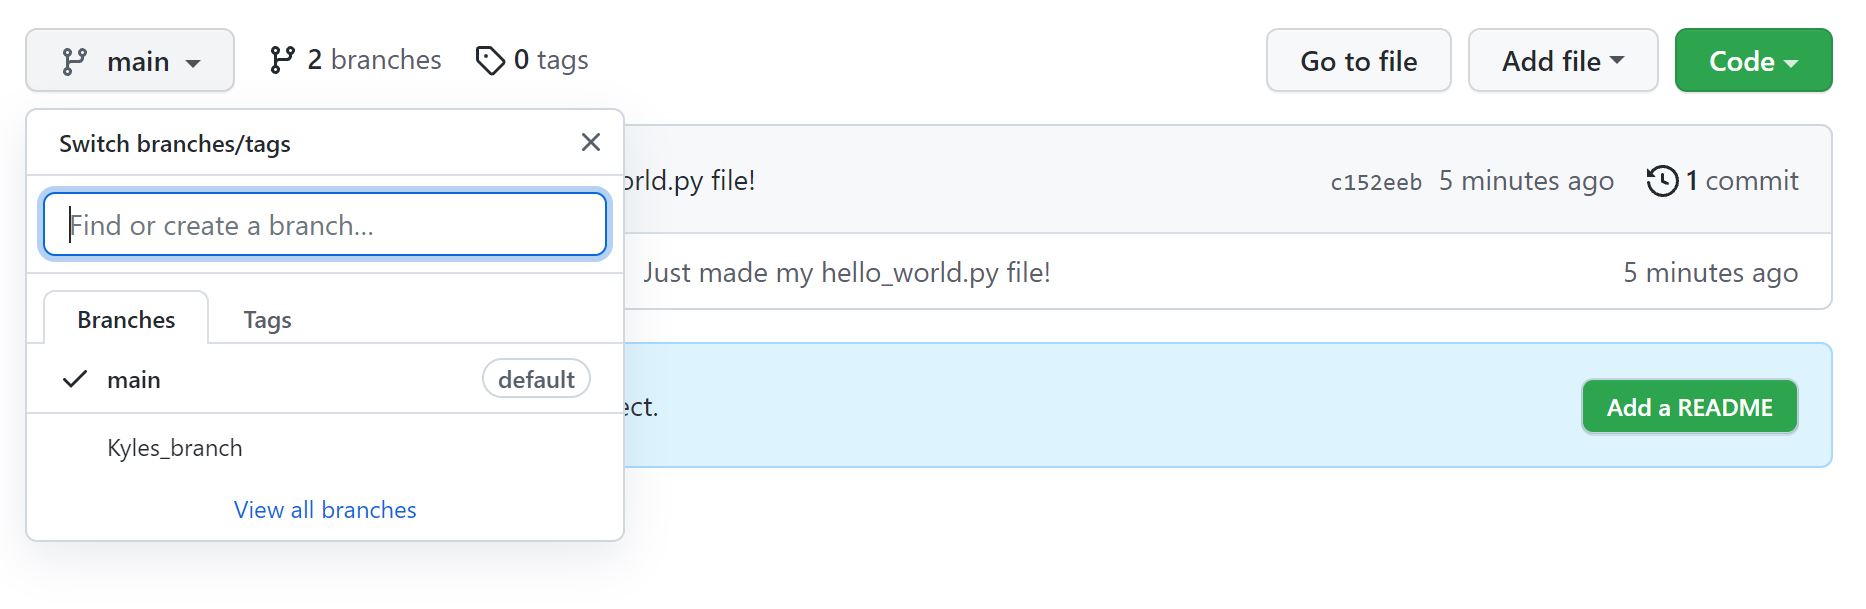 main
2 branches
0 tags
Go to file
Add file
Code
Switch branches/tags
Find or create a branch...
Branches
Tags
main
default
Kyles_branch
View all branches
.py file!
c152eeb
5 minutes ago
1 commit
Just made my hello_world.py file!
5 minutes ago
Add a README